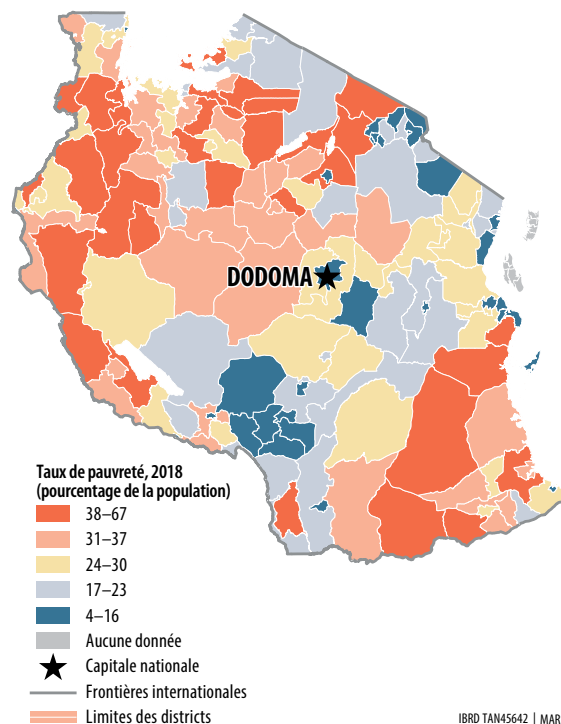 DODOMA
Taux de pauvreté, 2018
(pourcentage de la population)
38–67
31–37
24–30
17–23
4–16
Aucune donnée
Capitale nationale
Frontières internationales
Limites des districts
IBRD TAN45642 | MAR